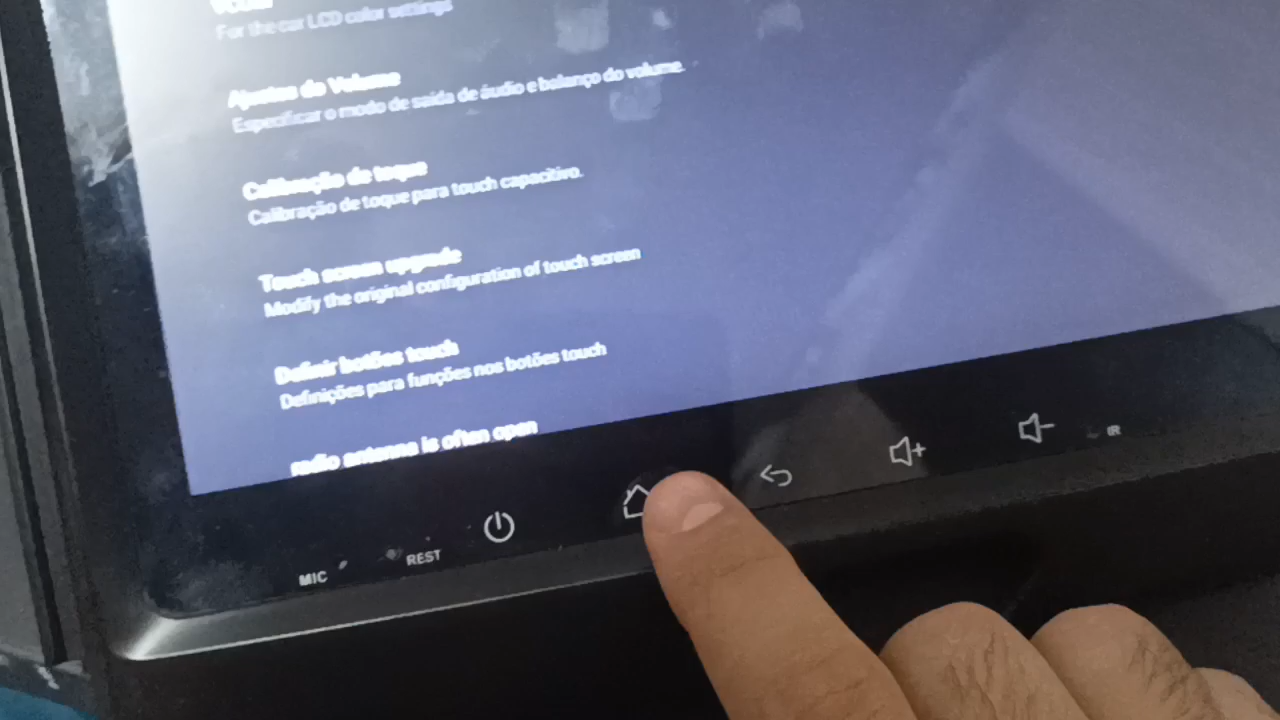 For the car LCD color settings
Ajustes do Volume
Especificar o modo de saída de áudio e balanço do volume.
Calibração de toque
Calibração de toque para touch capacitivo.
Touch screen upgrade
Modify the original configuration of touch screen
Definir botões touch
Definições para funções nos botões touch
radio antenna is often open
MIC
REST
IR